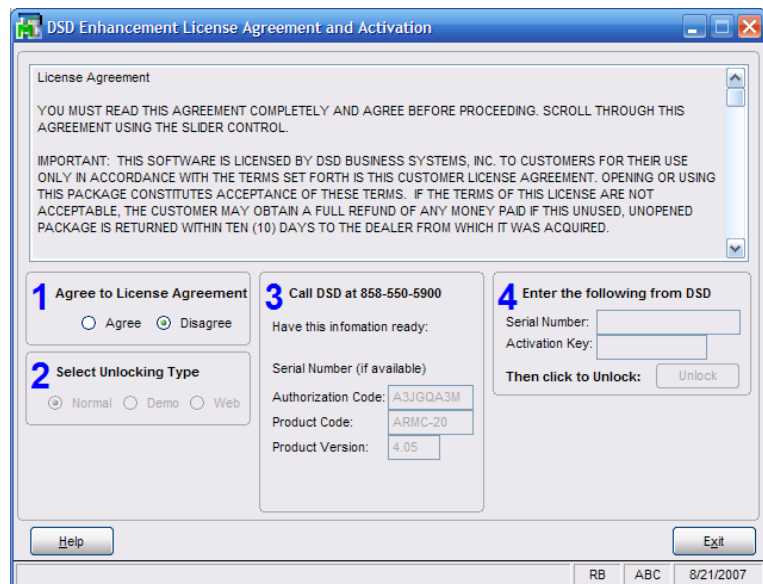 DSD Enhancement License Agreement and Activation
License Agreement
YOU MUST READ THIS AGREEMENT COMPLETELY AND AGREE BEFORE PROCEEDING. SCROLL THROUGH THIS
AGREEMENT USING THE SLIDER CONTROL.
IMPORTANT: THIS SOFTWARE IS LICENSED BY DSD BUSINESS SYSTEMS, INC. TO CUSTOMERS FOR THEIR USE
ONLY IN ACCORDANCE WITH THE TERMS SET FORTH IS THIS CUSTOMER LICENSE AGREEMENT. OPENING OR USING
THIS PACKAGE CONSTITUTES ACCEPTANCE OF THESE TERMS. IF THE TERMS OF THIS LICENSE ARE NOT
ACCEPTABLE, THE CUSTOMER MAY OBTAIN A FULL REFUND OF ANY MONEY PAID IF THIS UNUSED, UNOPENED
PACKAGE IS RETURNED WITHIN TEN (10) DAYS TO THE DEALER FROM WHICH IT WAS ACQUIRED.
1 Agree to License Agreement
Agree Disagree
2 Select Unlocking Type
Normal Demo Web
3 Call DSD at 858-550-5900
Have this infomation ready:
Serial Number (if available)
Authorization Code: A3JGQA3M
Product Code: ARMC-20
Product Version: 4.05
4 Enter the following from DSD
Serial Number:
Activation Key:
Then click to Unlock: Unlock
Help
Exit
RB ABC 8/21/2007